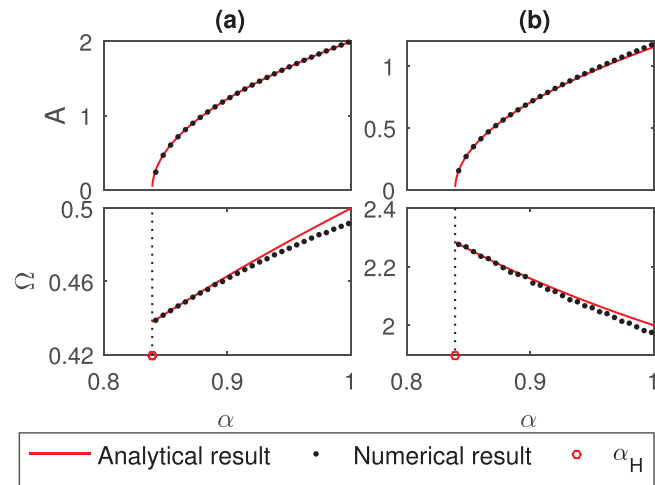 (a) (b)
2
1
0
A
1
0.5
0
0.5
0.46
0.42
Ω
2.4
2.2
2
0.8 0.9 1
0.8 0.9 1
α α
Analytical result Numerical result α_H